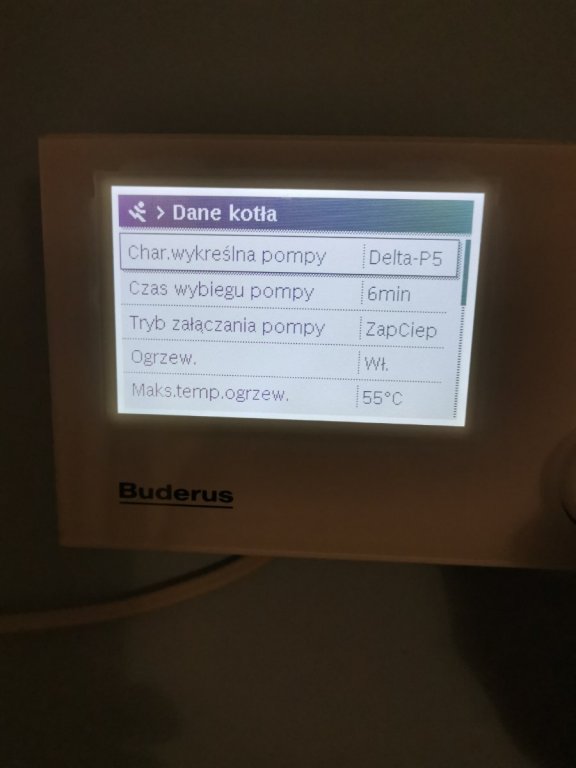 > Dane kotła
Char.wykreślna pompy Delta-P5
Czas wybiegu pompy 6min
Tryb załączania pompy ZapCiep
Ogrzew. Wł.
Maks.temp.ogrzew. 55°C
Buderus